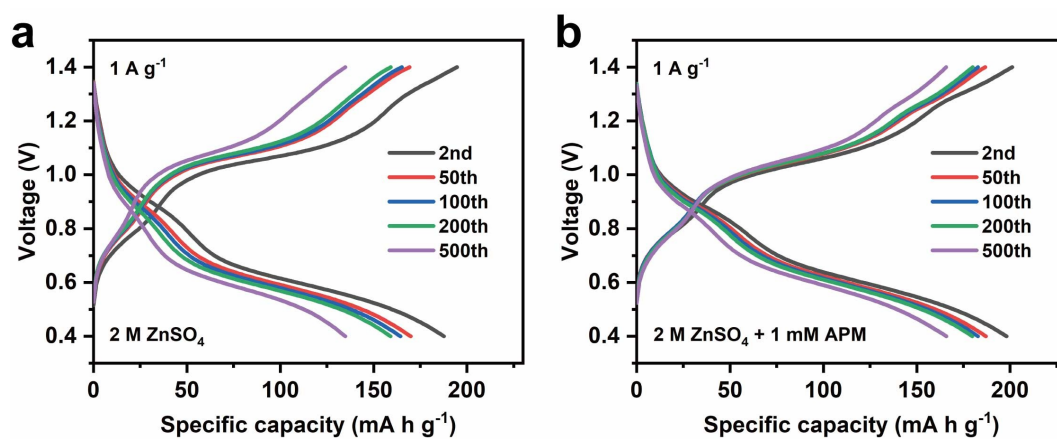 a
1 A g⁻¹
2nd
50th
100th
200th
500th
2 M ZnSO₄
Voltage (V)
1.4
1.2
1.0
0.8
0.6
0.4
0 50 100 150 200
Specific capacity (mA h g⁻¹)
b
1 A g⁻¹
2nd
50th
100th
200th
500th
2 M ZnSO₄ + 1 mM APM
Voltage (V)
1.4
1.2
1.0
0.8
0.6
0.4
0 50 100 150 200
Specific capacity (mA h g⁻¹)